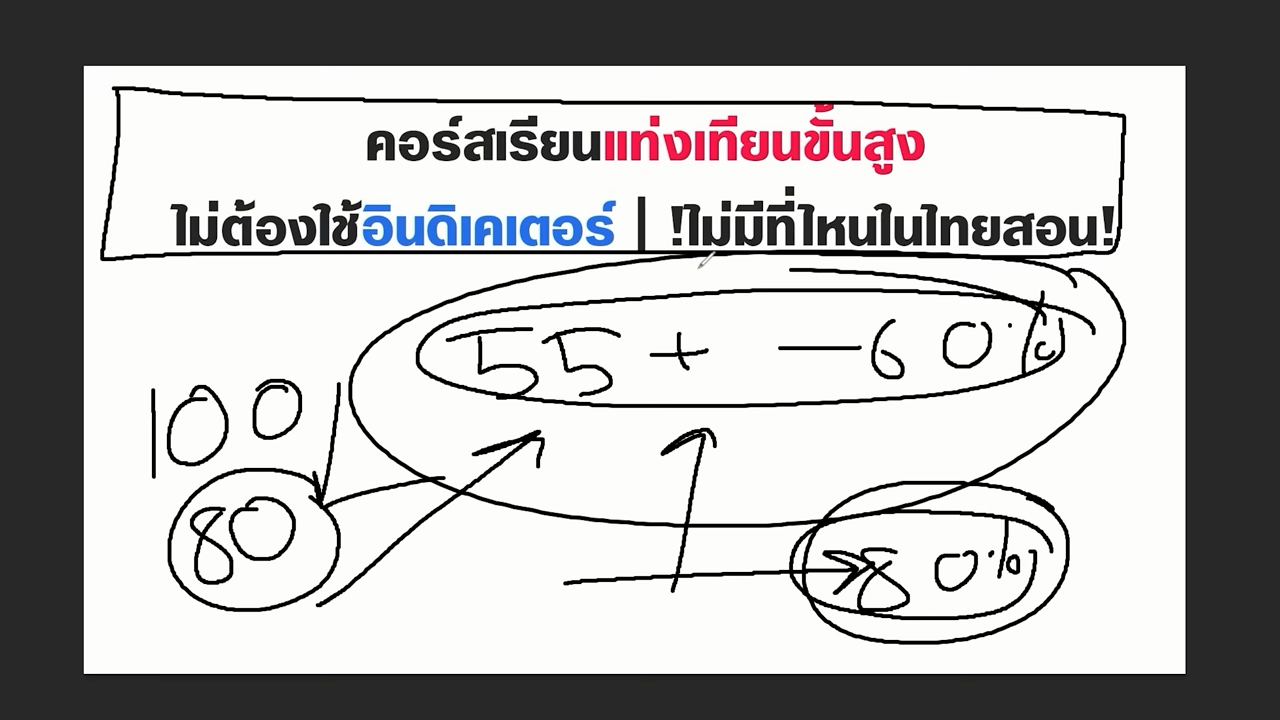 คอร์สเรียนแท่งเทียนขั้นสูง
ไม่ต้องใช้อินดิเคเตอร์ | !ไม่มีที่ไหนในไทยสอน!
55 + - 60%
100
80
80%